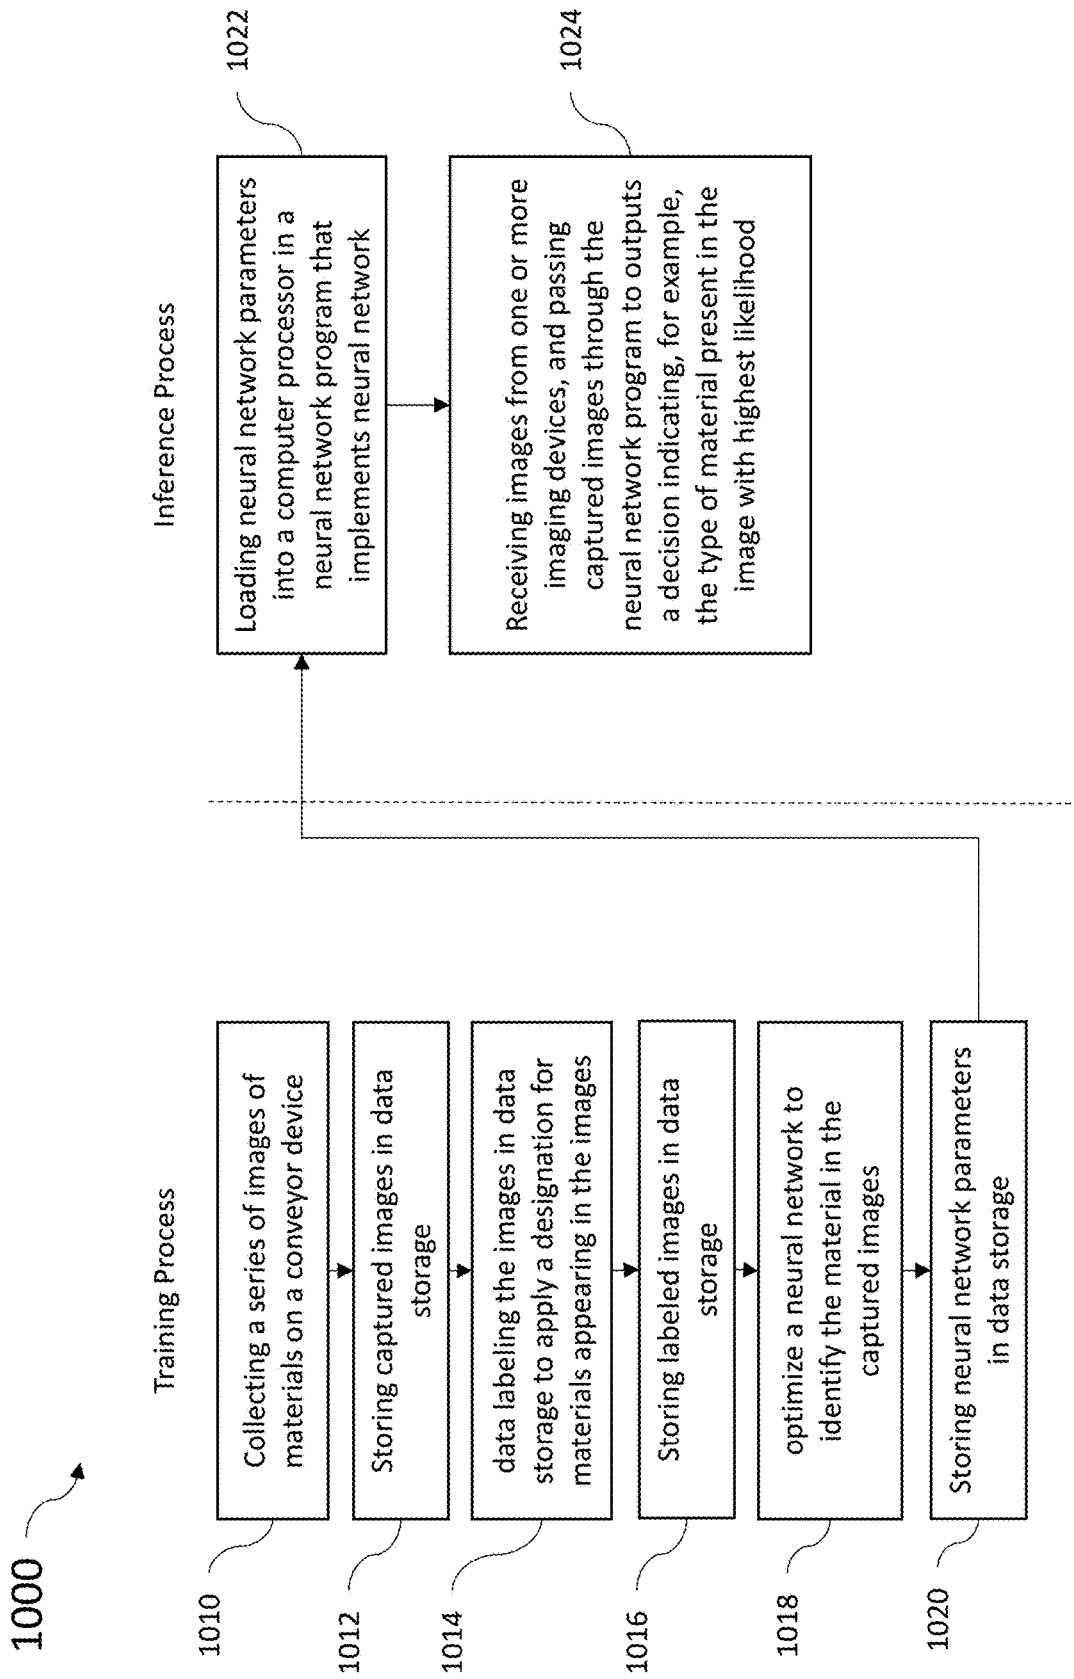 1000
Training Process
1010
Collecting a series of images of
materials on a conveyor device
1012
Storing captured images in data
storage
1014
data labeling the images in data
storage to apply a designation for
materials appearing in the images
1016
Storing labeled images in data
storage
1018
optimize a neural network to
identify the material in the
captured images
1020
Storing neural network parameters
in data storage
Inference Process
1022
Loading neural network parameters
into a computer processor in a
neural network program that
implements neural network
1024
Receiving images from one or more
imaging devices, and passing
captured images through the
neural network program to outputs
a decision indicating, for example,
the type of material present in the
image with highest likelihood